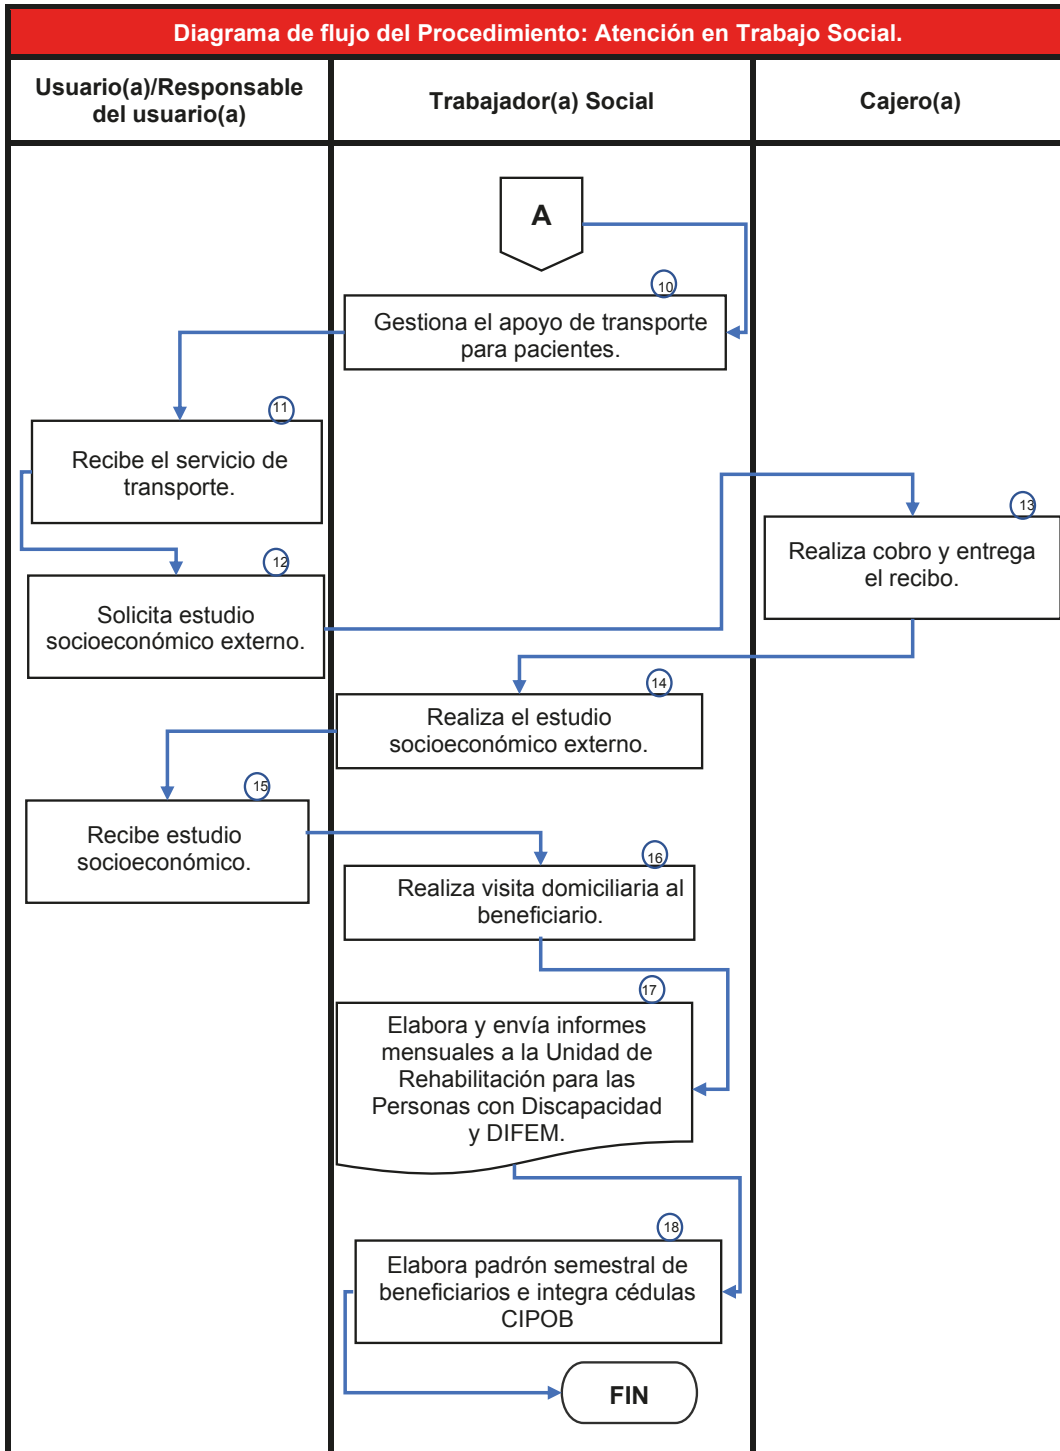 Diagrama de flujo del Procedimiento: Atención en Trabajo Social.
Usuario(a)/Responsable
del usuario(a)
Trabajador(a) Social
Cajero(a)
A
10
Gestiona el apoyo de transporte
para pacientes.
11
Recibe el servicio de
transporte.
12
Solicita estudio
socioeconómico externo.
13
Realiza cobro y entrega
el recibo.
14
Realiza el estudio
socioeconómico externo.
15
Recibe estudio
socioeconómico.
16
Realiza visita domiciliaria al
beneficiario.
17
Elabora y envía informes
mensuales a la Unidad de
Rehabilitación para las
Personas con Discapacidad
y DIFEM.
18
Elabora padrón semestral de
beneficiarios e integra cédulas
CIPOB
FIN